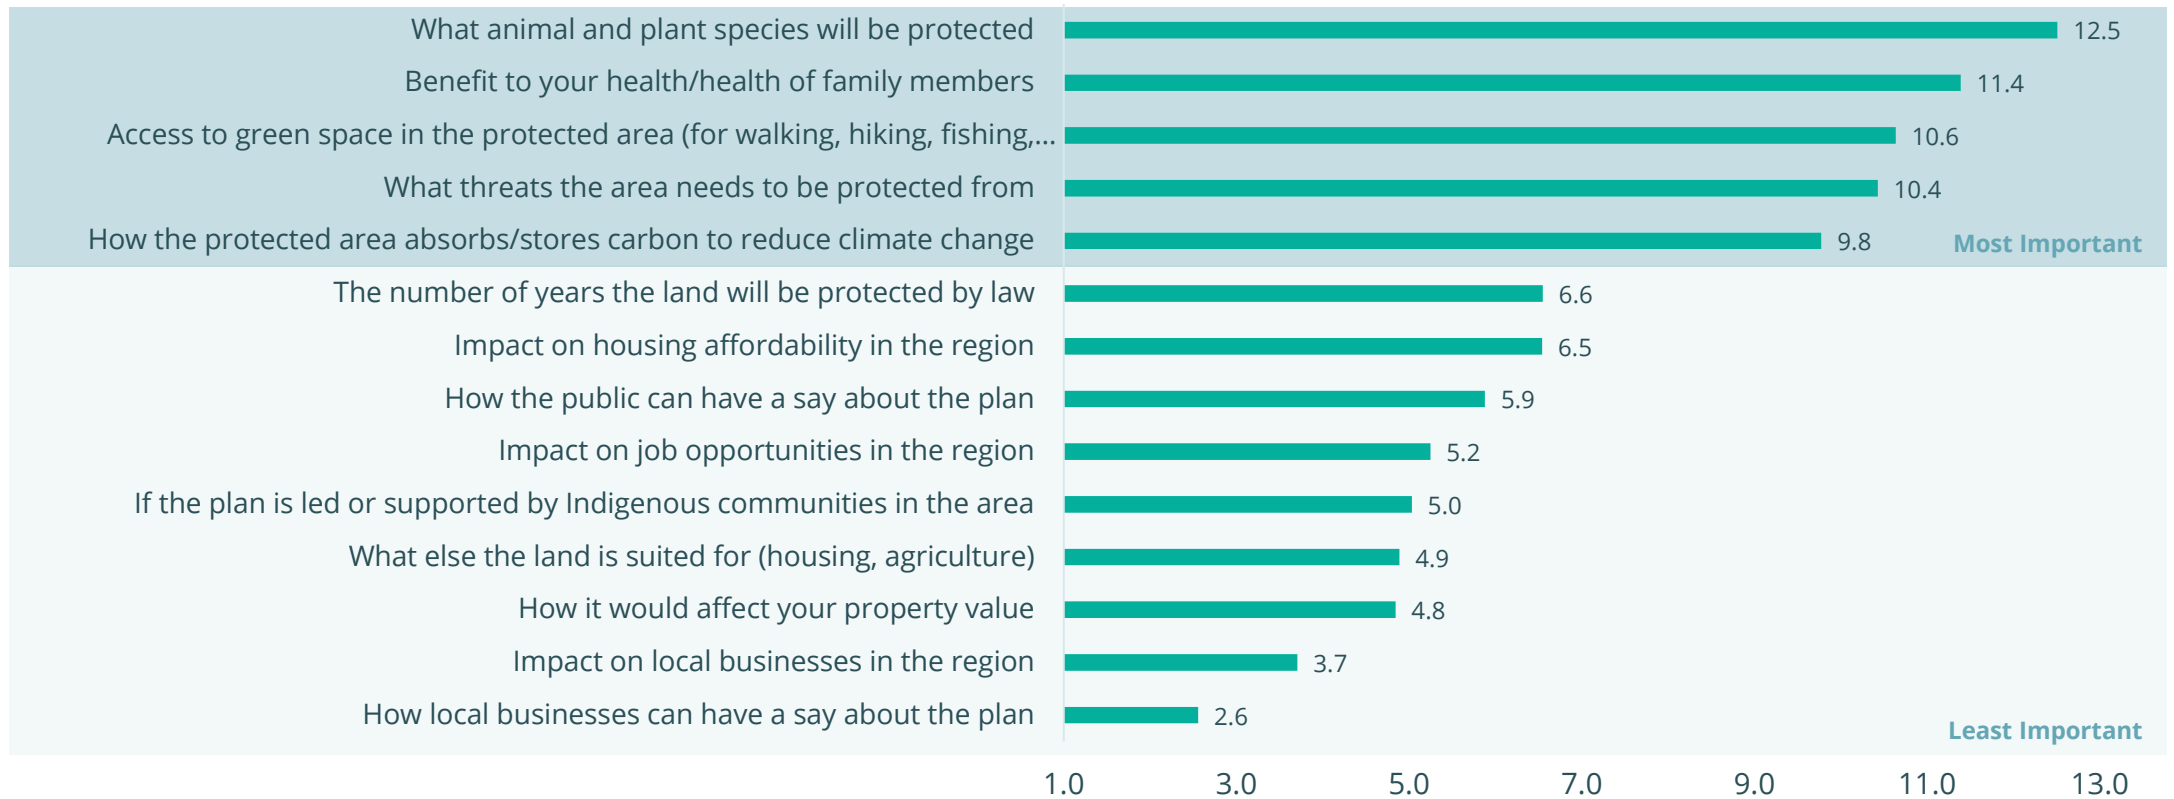 What animal and plant species will be protected 12.5
Benefit to your health/health of family members 11.4
Access to green space in the protected area (for walking, hiking, fishing,... 10.6
What threats the area needs to be protected from 10.4
How the protected area absorbs/stores carbon to reduce climate change 9.8 Most Important
The number of years the land will be protected by law 6.6
Impact on housing affordability in the region 6.5
How the public can have a say about the plan 5.9
Impact on job opportunities in the region 5.2
If the plan is led or supported by Indigenous communities in the area 5.0
What else the land is suited for (housing, agriculture) 4.9
How it would affect your property value 4.8
Impact on local businesses in the region 3.7
How local businesses can have a say about the plan 2.6
Least Important
1.0 3.0 5.0 7.0 9.0 11.0 13.0